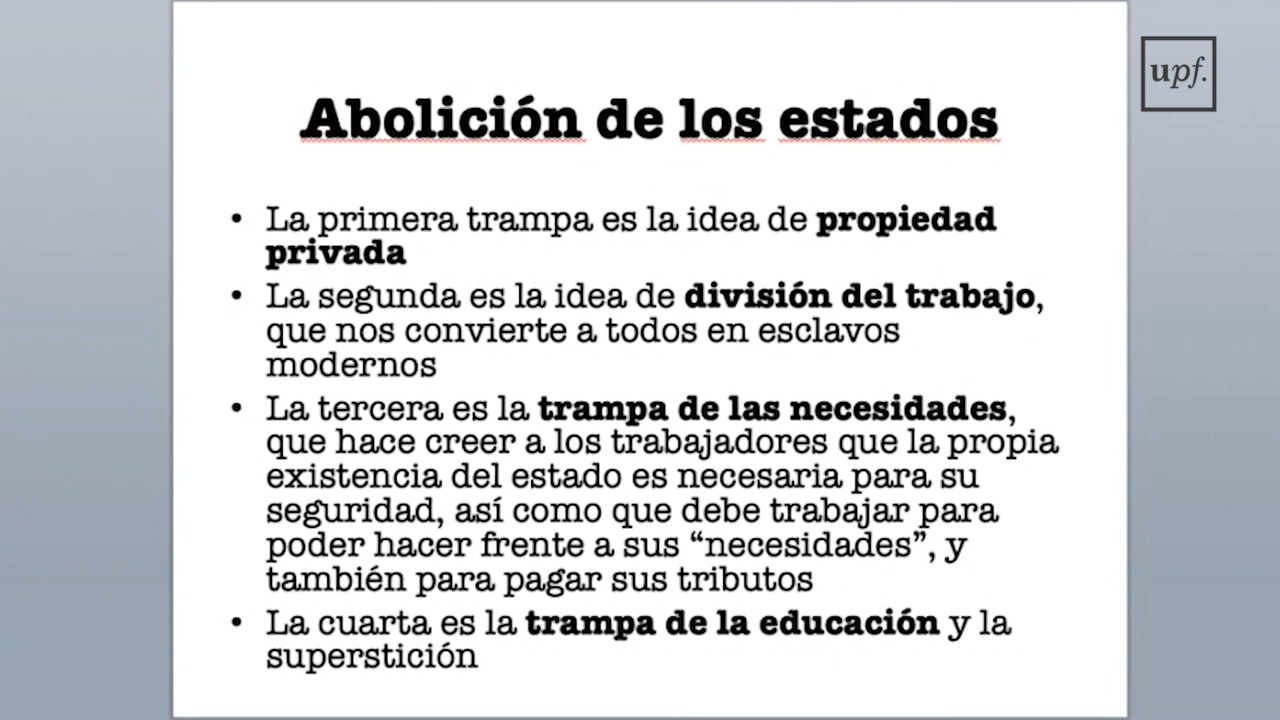 upf.
Abolición de los estados
• La primera trampa es la idea de propiedad
privada
• La segunda es la idea de división del trabajo,
que nos convierte a todos en esclavos
modernos
• La tercera es la trampa de las necesidades,
que hace creer a los trabajadores que la propia
existencia del estado es necesaria para su
seguridad, así como que debe trabajar para
poder hacer frente a sus “necesidades”, y
también para pagar sus tributos
• La cuarta es la trampa de la educación y la
superstición